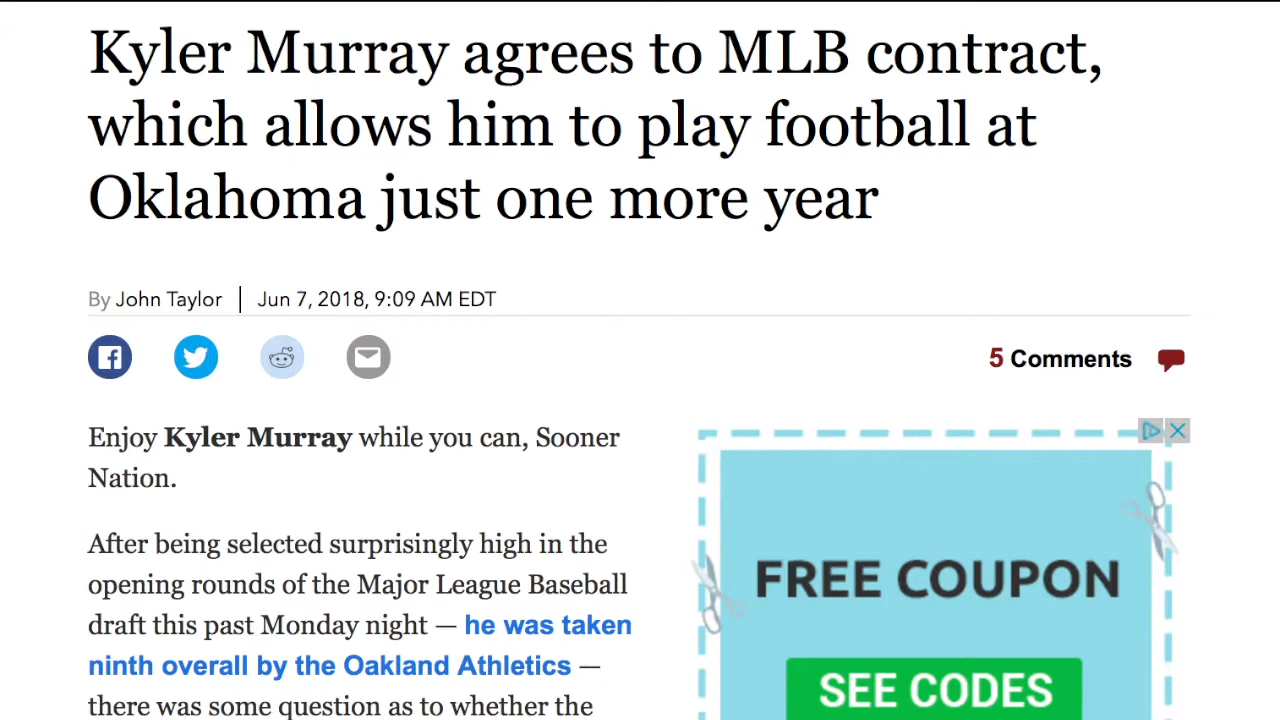 Kyler Murray agrees to MLB contract,
which allows him to play football at
Oklahoma just one more year
By John Taylor | Jun 7, 2018, 9:09 AM EDT
5 Comments
Enjoy Kyler Murray while you can, Sooner
Nation.
After being selected surprisingly high in the
opening rounds of the Major League Baseball
draft this past Monday night — he was taken
ninth overall by the Oakland Athletics —
there was some question as to whether the
FREE COUPON
SEE CODES